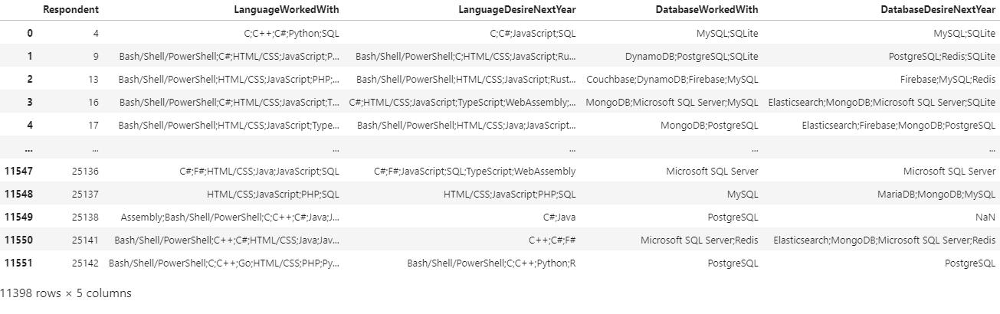 Respondent LanguageWorkedWith LanguageDesireNextYear DatabaseWorkedWith DatabaseDesireNextYear
0 4 C;C++;C#;Python;SQL C;C#;JavaScript;SQL MySQL;SQLite MySQL;SQLite
1 9 Bash/Shell/PowerShell;C#;HTML/CSS;JavaScript;P... Bash/Shell/PowerShell;C;HTML/CSS;JavaScript;Ru... DynamoDB;PostgreSQL;SQLite PostgreSQL;Redis;SQLite
2 13 Bash/Shell/PowerShell;HTML/CSS;JavaScript;PHP;... Bash/Shell/PowerShell;HTML/CSS;JavaScript;Rust... Couchbase;DynamoDB;Firebase;MySQL Firebase;MySQL;Redis
3 16 Bash/Shell/PowerShell;C#;HTML/CSS;JavaScript;T... C#;HTML/CSS;JavaScript;TypeScript;WebAssembly;... MongoDB;Microsoft SQL Server;MySQL Elasticsearch;MongoDB;Microsoft SQL Server;SQLite
4 17 Bash/Shell/PowerShell;HTML/CSS;JavaScript;Type... Bash/Shell/PowerShell;HTML/CSS;Java;JavaScript... MongoDB;PostgreSQL Elasticsearch;Firebase;MongoDB;PostgreSQL
... ... ... ... ... ...
11547 25136 C#;F#;HTML/CSS;Java;JavaScript;SQL C#;F#;JavaScript;SQL;TypeScript;WebAssembly Microsoft SQL Server Microsoft SQL Server
11548 25137 HTML/CSS;JavaScript;PHP;SQL HTML/CSS;JavaScript;PHP;SQL MySQL MariaDB;MongoDB;MySQL
11549 25138 Assembly;Bash/Shell/PowerShell;C;C++;C#;Java;J... C#;Java PostgreSQL NaN
11550 25141 Bash/Shell/PowerShell;C++;C#;HTML/CSS;Java;Jav... C++;C#;F# Microsoft SQL Server;Redis Elasticsearch;MongoDB;Microsoft SQL Server;Redis
11551 25142 Bash/Shell/PowerShell;C;C++;Go;HTML/CSS;PHP;Py... Bash/Shell/PowerShell;C;C++;Python;R PostgreSQL PostgreSQL
11398 rows × 5 columns